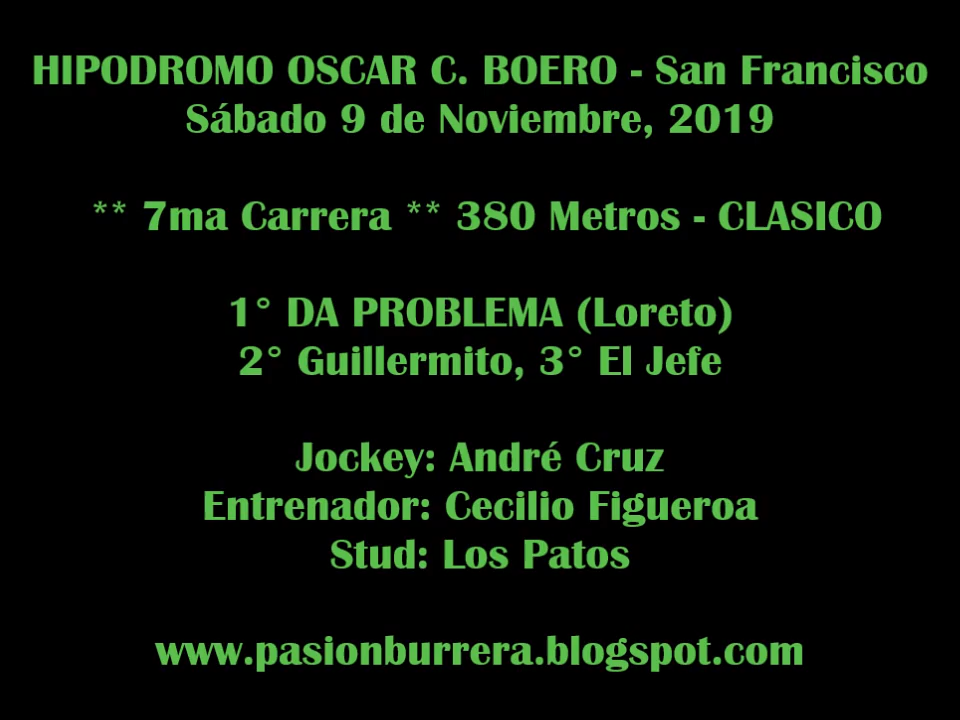 HIPODROMO OSCAR C. BOERO - San Francisco
Sábado 9 de Noviembre, 2019
** 7ma Carrera ** 380 Metros - CLASICO
1° DA PROBLEMA (Loreto)
2° Guillermito, 3° El Jefe
Jockey: André Cruz
Entrenador: Cecilio Figueroa
Stud: Los Patos
www.pasionburrera.blogspot.com